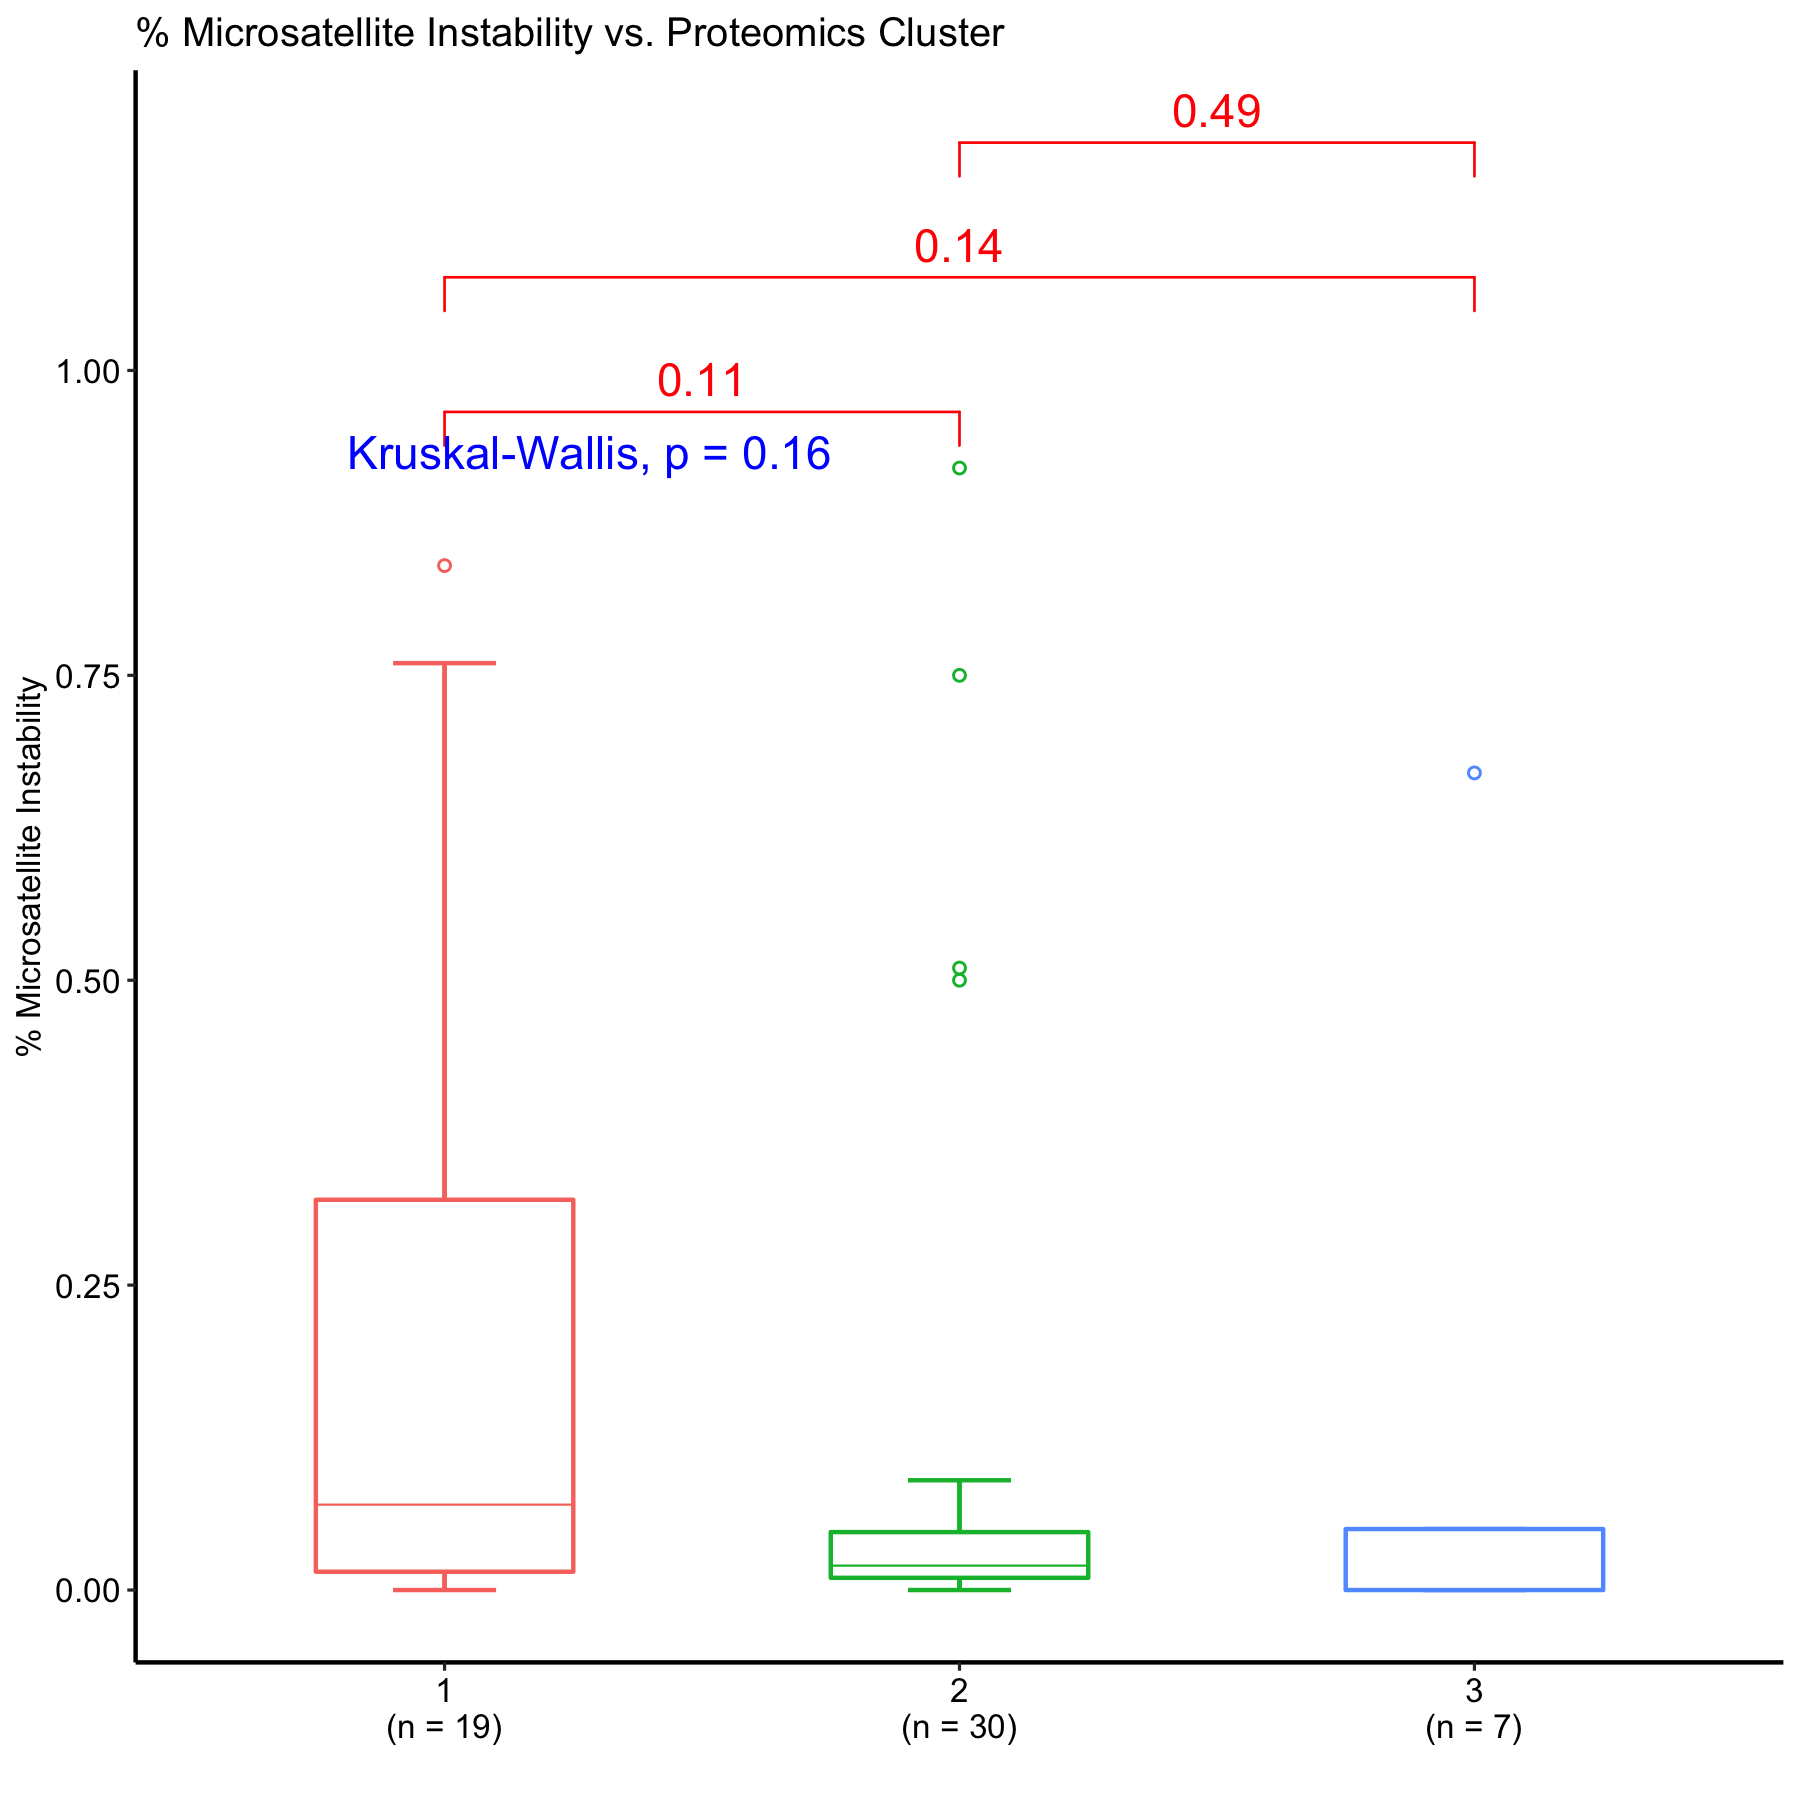 % Microsatellite Instability vs. Proteomics Cluster
0.49
0.14
1.00
0.11
Kruskal-Wallis, p = 0.16
0.75
% Microsatellite Instability
0.50
0.25
0.00
1
(n = 19)
2
(n = 30)
3
(n = 7)